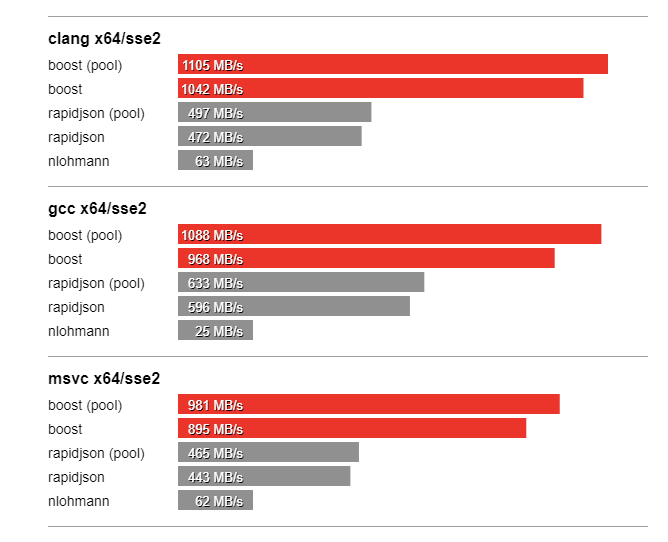 clang x64/sse2
boost (pool) 1105 MB/s
boost 1042 MB/s
rapidjson (pool) 497 MB/s
rapidjson 472 MB/s
nlohmann 63 MB/s
gcc x64/sse2
boost (pool) 1088 MB/s
boost 968 MB/s
rapidjson (pool) 633 MB/s
rapidjson 596 MB/s
nlohmann 25 MB/s
msvc x64/sse2
boost (pool) 981 MB/s
boost 895 MB/s
rapidjson (pool) 465 MB/s
rapidjson 443 MB/s
nlohmann 62 MB/s